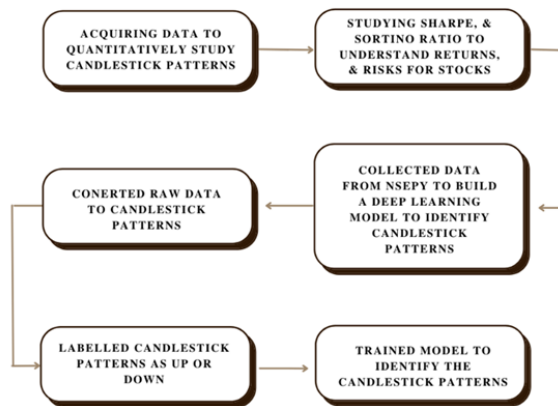 ACQUIRING DATA TO
QUANTITATIVELY STUDY
CANDLESTICK PATTERNS
STUDYING SHARPE, &
SORTINO RATIO TO
UNDERSTAND RETURNS,
& RISKS FOR STOCKS
COLLECTED DATA
FROM NSEPY TO BUILD
A DEEP LEARNING
MODEL TO IDENTIFY
CANDLESTICK
PATTERNS
CONERTED RAW DATA
TO CANDLESTICK
PATTERNS
LABELLED CANDLESTICK
PATTERNS AS UP OR
DOWN
TRAINED MODEL TO
IDENTIFY THE
CANDLESTICK PATTERNS